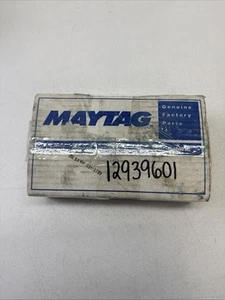 MAYTAG
Genuine
Factory
Parts
12939601